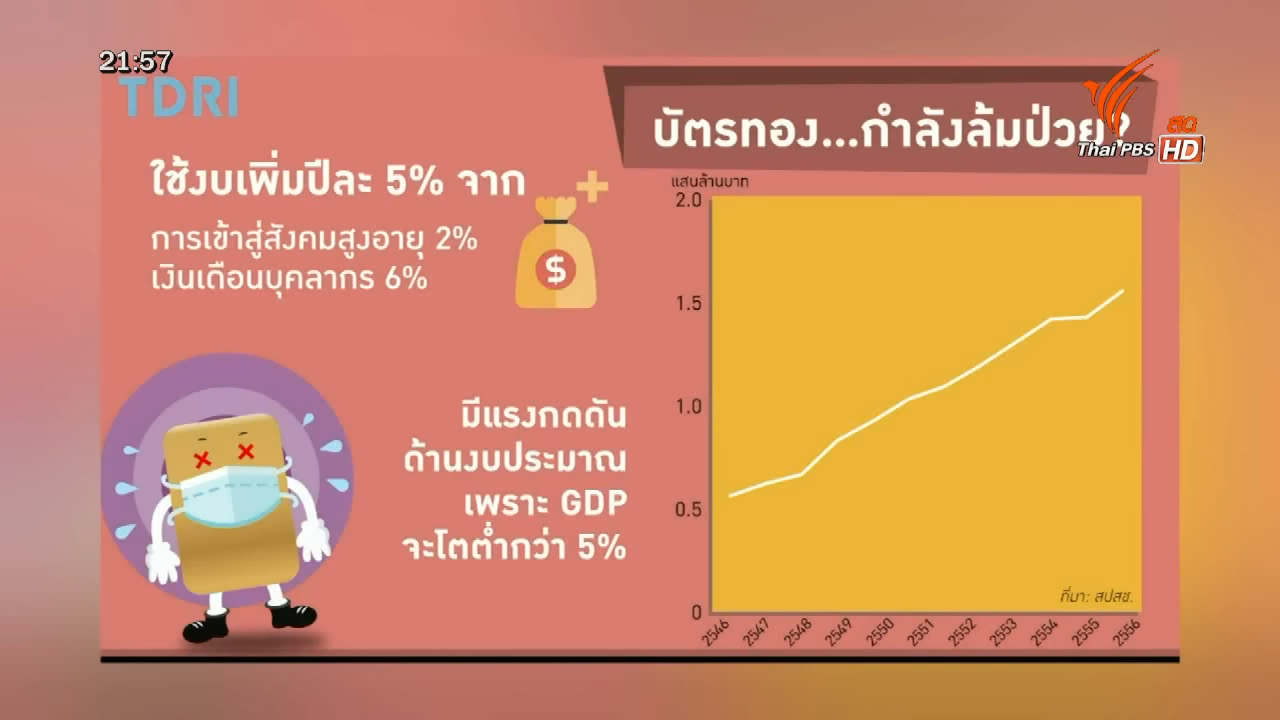 21:57
TDRI
บัตรทอง...กำลังล้มป่วย?
Thai PBS
สด
HD
ใช้งบเพิ่มปีละ 5% จาก
การเข้าสู่สังคมสูงอายุ 2%
เงินเดือนบุคลากร 6%
+
$
มีแรงกดดัน
ด้านงบประมาณ
เพราะ GDP
จะโตต่ำกว่า 5%
แสนล้านบาท
2.0
1.5
1.0
0.5
0
2546
2547
2548
2549
2550
2551
2552
2553
2554
2555
2556
ที่มา: สปสช.